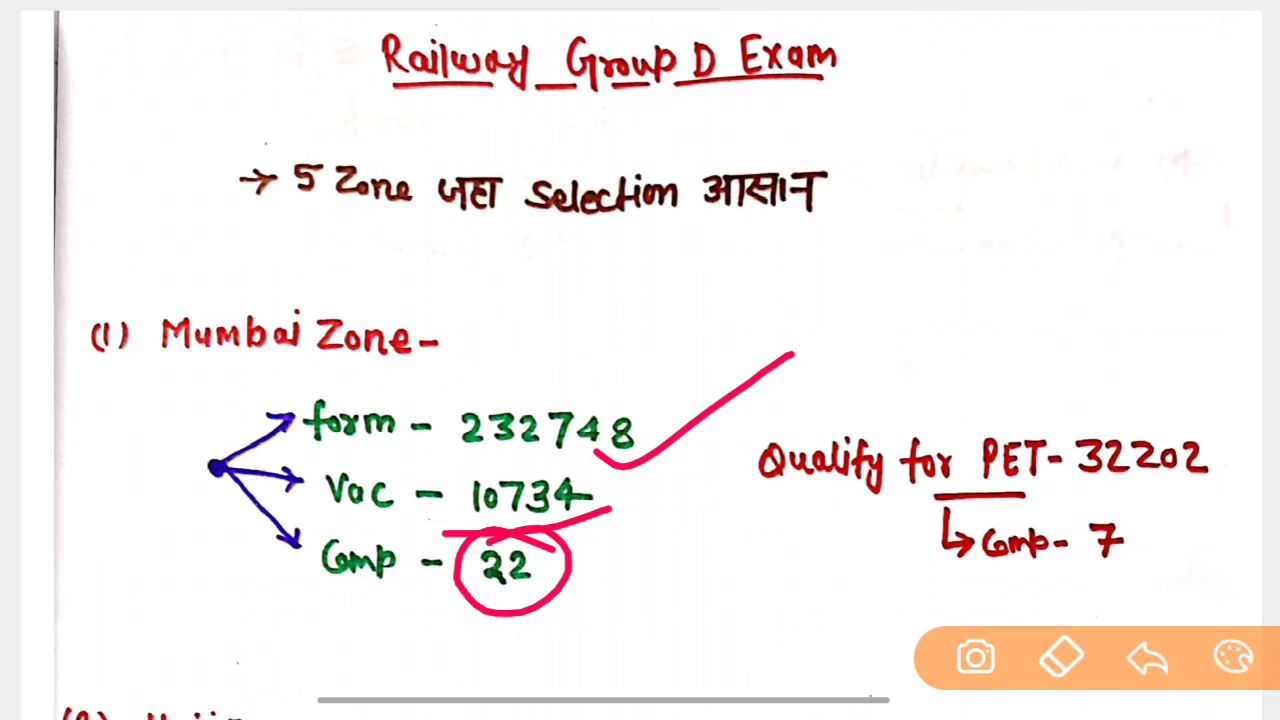 Railway Group D Exam
→ 5 Zone जहा Selection आसान
(1) Mumbai Zone-
form - 232748
Vac - 10734
Comp - 22
Qualify for PET- 32202
↳ Comp- 7